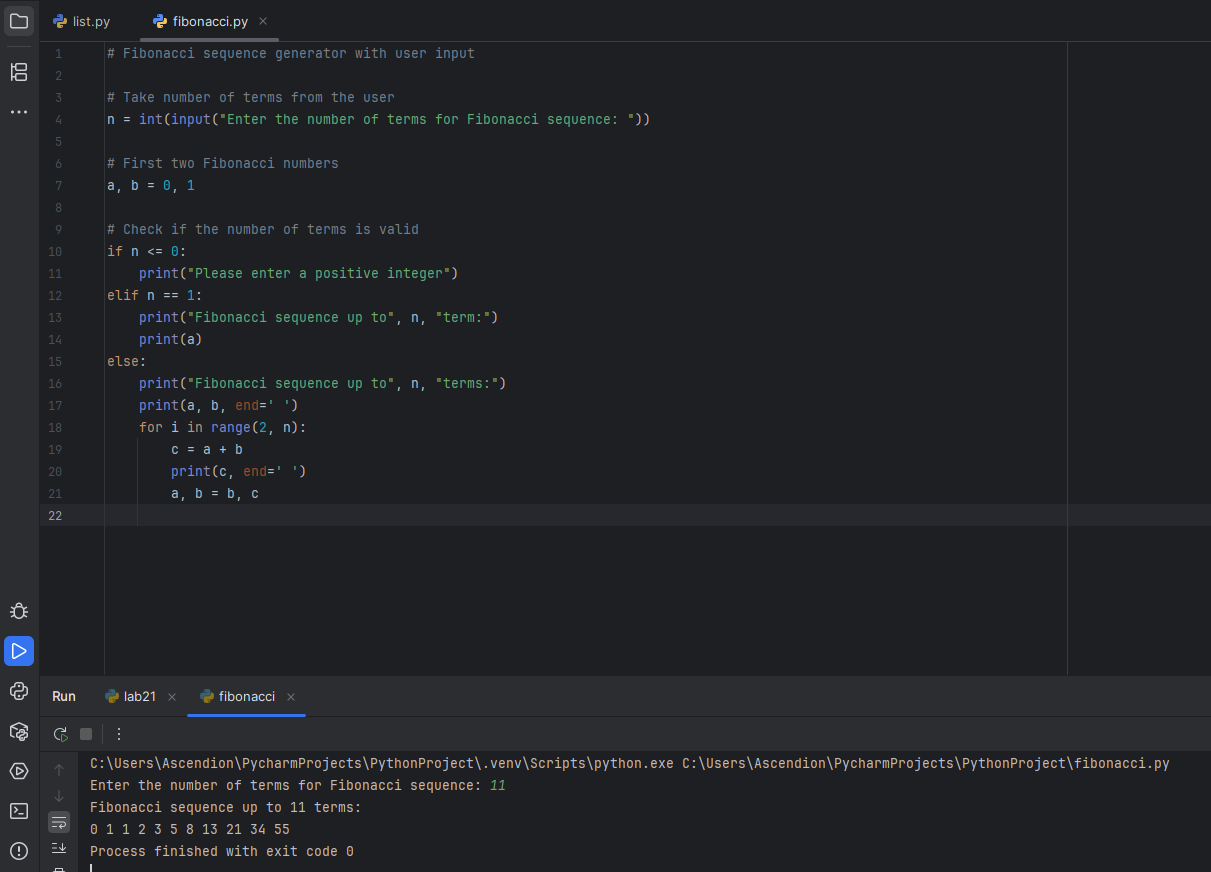 list.py
fibonacci.py
1 # Fibonacci sequence generator with user input
2
3 # Take number of terms from the user
4 n = int(input("Enter the number of terms for Fibonacci sequence: "))
5
6 # First two Fibonacci numbers
7 a, b = 0, 1
8
9 # Check if the number of terms is valid
10 if n <= 0:
11     print("Please enter a positive integer")
12 elif n == 1:
13     print("Fibonacci sequence up to", n, "term:")
14     print(a)
15 else:
16     print("Fibonacci sequence up to", n, "terms:")
17     print(a, b, end=' ')
18     for i in range(2, n):
19         c = a + b
20         print(c, end=' ')
21         a, b = b, c
22
Run
lab21
fibonacci
C:\Users\Ascendion\PycharmProjects\PythonProject\.venv\Scripts\python.exe C:\Users\Ascendion\PycharmProjects\PythonProject\fibonacci.py
Enter the number of terms for Fibonacci sequence: 11
Fibonacci sequence up to 11 terms:
0 1 1 2 3 5 8 13 21 34 55
Process finished with exit code 0